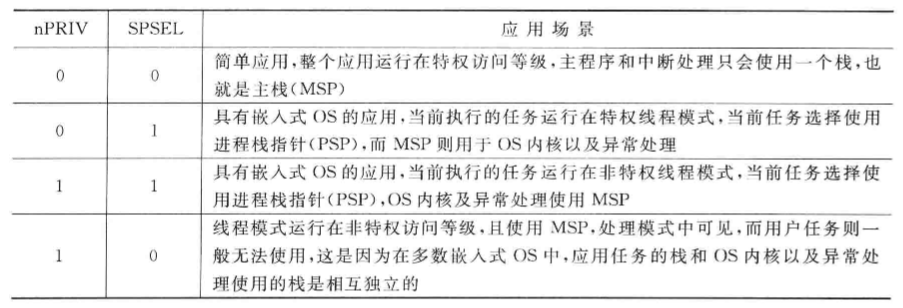 nPRIV SPSEL 应用场景
简单应用,整个应用运行在特权访问等级,主程序和中断处理只会使用一个栈,也
0 0
就是主栈(MSP)
具有嵌入式 OS 的应用,当前执行的任务运行在特权线程模式,当前任务选择使用
0 1
进程栈指针(PSP),而 MSP 则用于 OS 内核以及异常处理
具有嵌入式 OS 的应用,当前执行的任务运行在非特权线程模式,当前任务选择使
1 1
用进程栈指针(PSP),OS 内核及异常处理使用 MSP
线程模式运行在非特权访问等级,且使用 MSP,处理模式中可见,而用户任务则一
1 0 般无法使用,这是因为在多数嵌入式 OS 中,应用任务的栈和 OS 内核以及异常处
理使用的栈是相互独立的